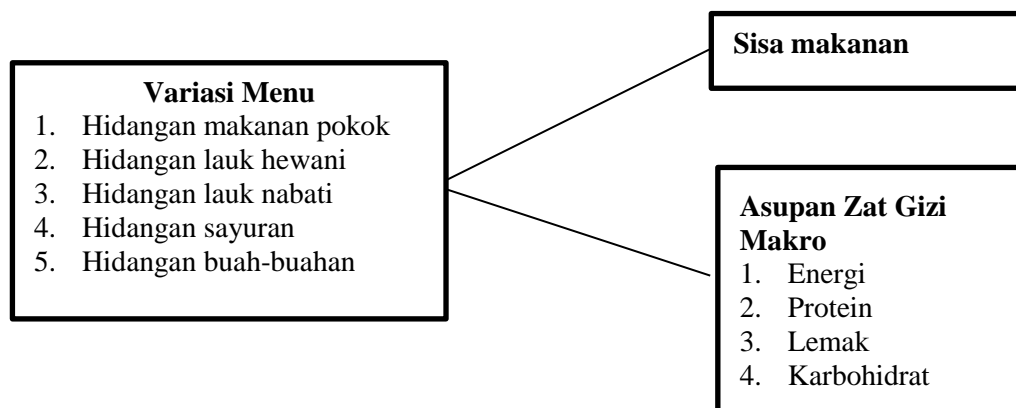 Variasi Menu
1. Hidangan makanan pokok
2. Hidangan lauk hewani
3. Hidangan lauk nabati
4. Hidangan sayuran
5. Hidangan buah-buahan
Sisa makanan
Asupan Zat Gizi
Makro
1. Energi
2. Protein
3. Lemak
4. Karbohidrat